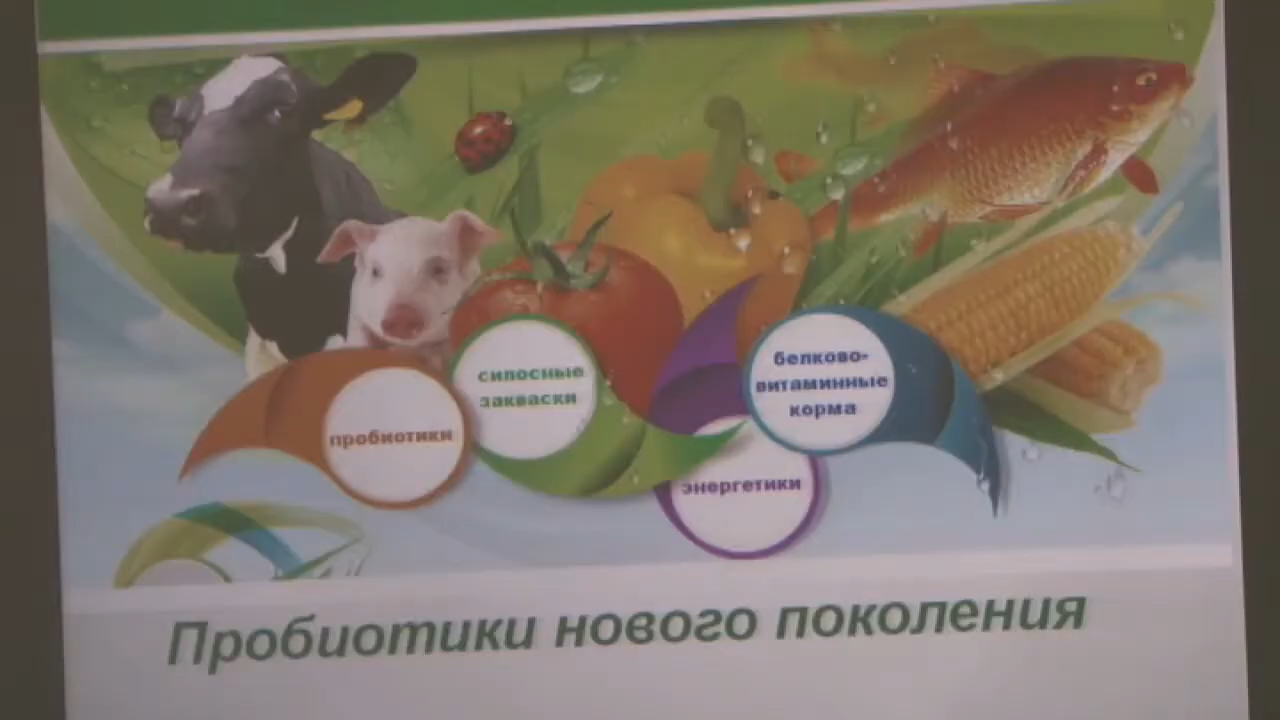 пробиотики
силосные
закваски
энергетики
белково-
витаминные
корма
Пробиотики нового поколения